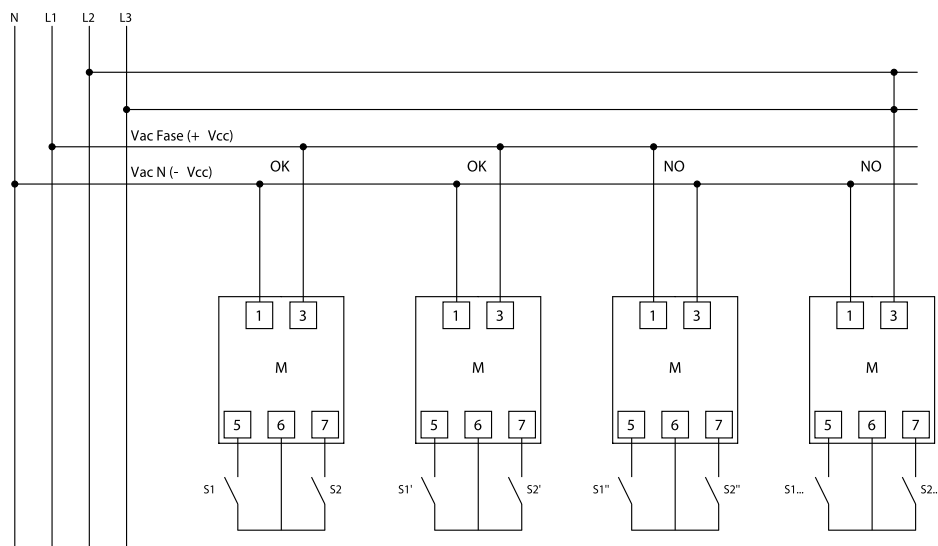 N L1 L2 L3
Vac Fase (+ Vcc)
OK OK NO NO
Vac N (- Vcc)
1 3 1 3 1 3 1 3
M M M M
5 6 7 5 6 7 5 6 7 5 6 7
S1 S2 S1' S2' S1" S2" S1... S2..